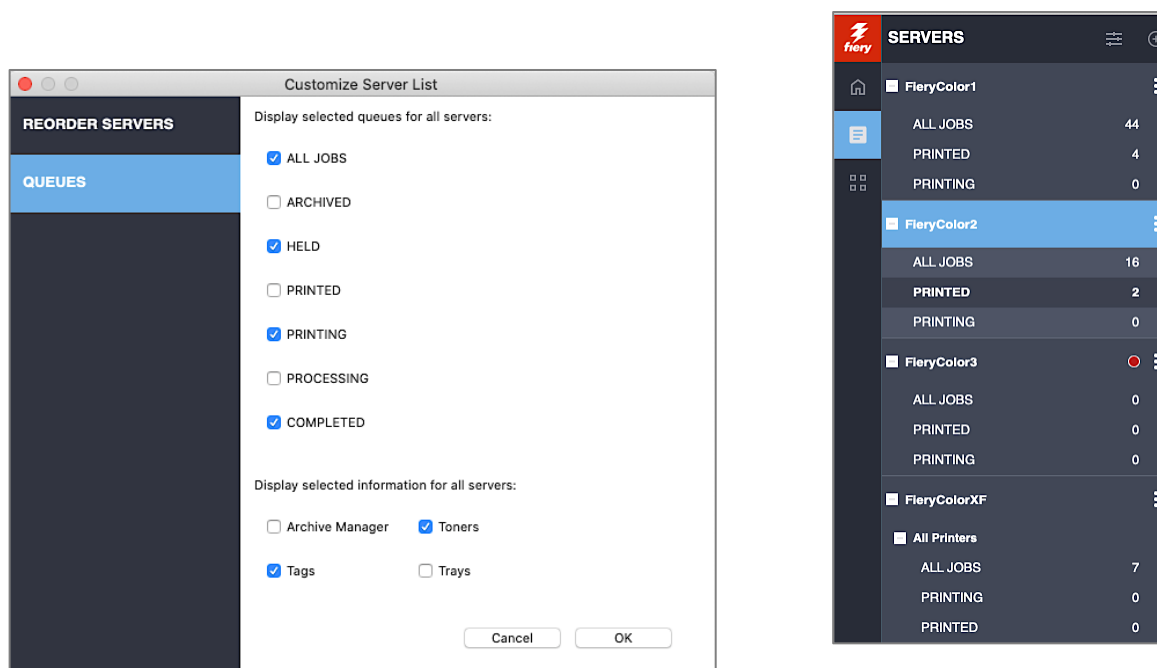 Customize Server List
REORDER SERVERS
QUEUES
Display selected queues for all servers:
ALL JOBS
ARCHIVED
HELD
PRINTED
PRINTING
PROCESSING
COMPLETED
Display selected information for all servers:
Archive Manager Toners
Tags Trays
Cancel OK
fiery SERVERS
FieryColor1
ALL JOBS 44
PRINTED 4
PRINTING 0
FieryColor2
ALL JOBS 16
PRINTED 2
PRINTING 0
FieryColor3
ALL JOBS 0
PRINTED 0
PRINTING 0
FieryColorXF
All Printers
ALL JOBS 7
PRINTING 0
PRINTED 0